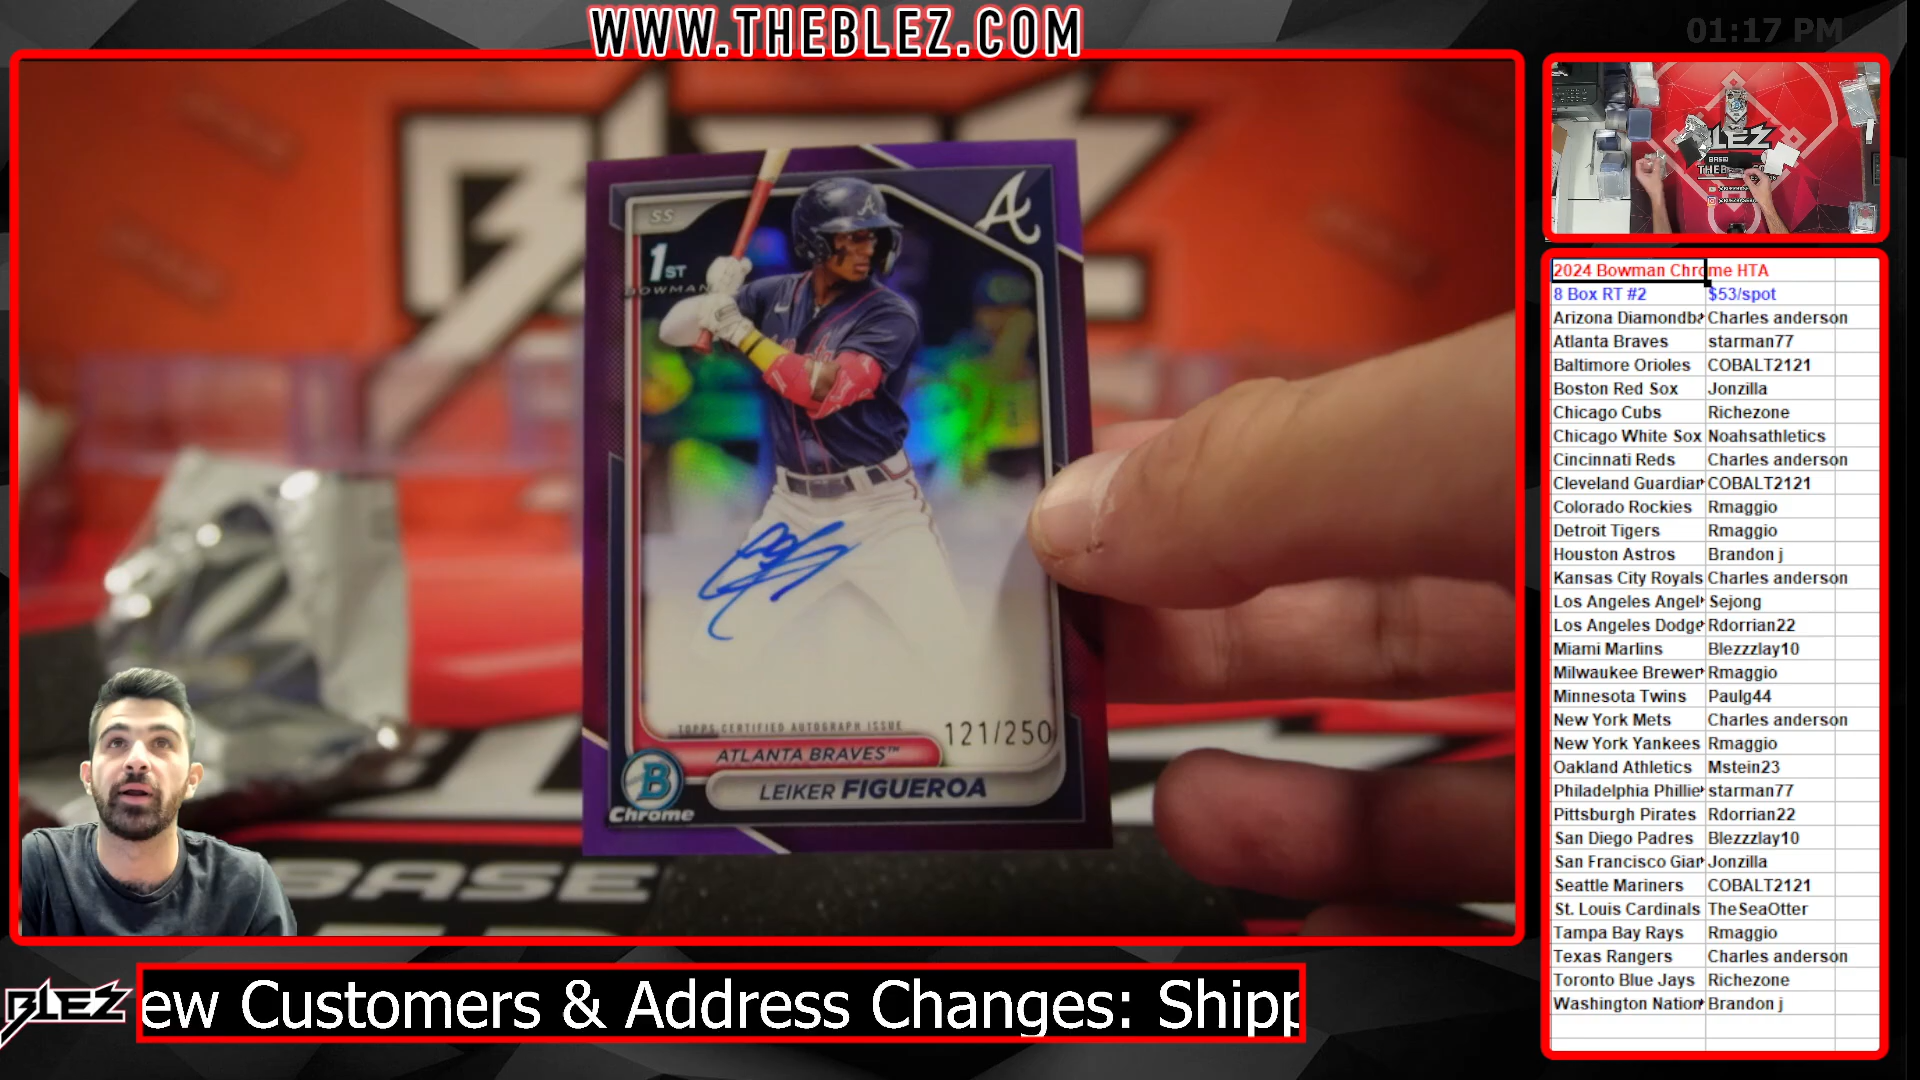 WWW.THEBLEZ.COM
01:17 PM
SS
1ST
BOWMAN
A
TOPPS CERTIFIED AUTOGRAPH ISSUE
121/250
ATLANTA BRAVES™
LEIKER FIGUEROA
B
Chrome
BASE
BLEZ
2024 Bowman Chrome HTA
8 Box RT #2 $53/spot
Arizona Diamondba Charles anderson
Atlanta Braves starman77
Baltimore Orioles COBALT2121
Boston Red Sox Jonzilla
Chicago Cubs Richezone
Chicago White Sox Noahsathletics
Cincinnati Reds Charles anderson
Cleveland Guardian COBALT2121
Colorado Rockies Rmaggio
Detroit Tigers Rmaggio
Houston Astros Brandon j
Kansas City Royals Charles anderson
Los Angeles Angel Sejong
Los Angeles Dodge Rdorrian22
Miami Marlins Blezzzlay10
Milwaukee Brewer Rmaggio
Minnesota Twins Paulg44
New York Mets Charles anderson
New York Yankees Rmaggio
Oakland Athletics Mstein23
Philadelphia Phillie starman77
Pittsburgh Pirates Rdorrian22
San Diego Padres Blezzzlay10
San Francisco Gian Jonzilla
Seattle Mariners COBALT2121
St. Louis Cardinals TheSeaOtter
Tampa Bay Rays Rmaggio
Texas Rangers Charles anderson
Toronto Blue Jays Richezone
Washington Nation Brandon j
BLEZ
ew Customers & Address Changes: Shipp